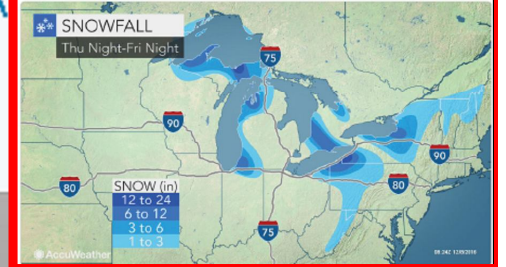 SNOWFALL
Thu Night-Fri Night
75
90
90
80
80
SNOW (in)
12 to 24
6 to 12
3 to 6
1 to 3
75
AccuWeather